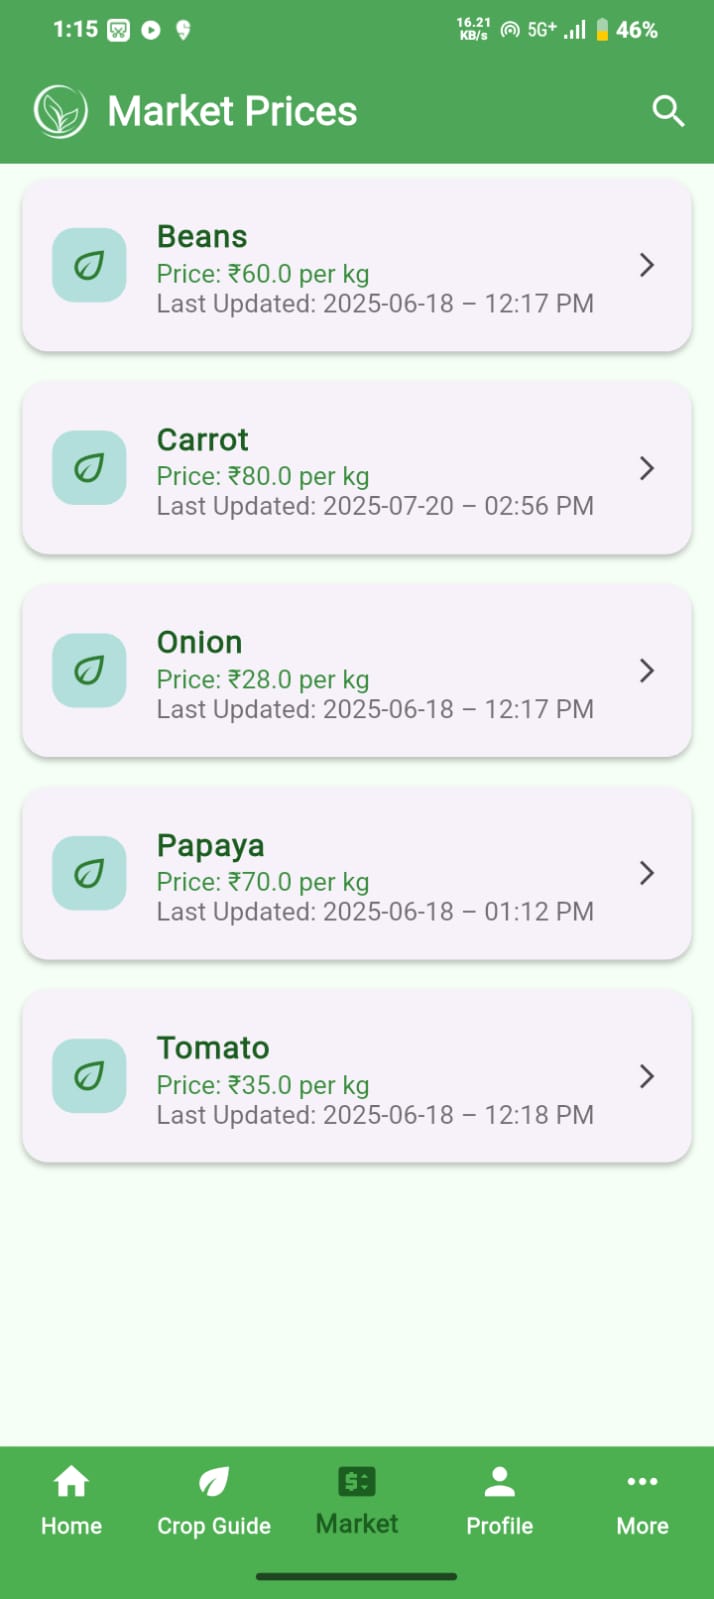 1:15
16.21
KB/s
5G+
46%
Market Prices
Beans
Price: ₹60.0 per kg
Last Updated: 2025-06-18 – 12:17 PM
Carrot
Price: ₹80.0 per kg
Last Updated: 2025-07-20 – 02:56 PM
Onion
Price: ₹28.0 per kg
Last Updated: 2025-06-18 – 12:17 PM
Papaya
Price: ₹70.0 per kg
Last Updated: 2025-06-18 – 01:12 PM
Tomato
Price: ₹35.0 per kg
Last Updated: 2025-06-18 – 12:18 PM
Home
Crop Guide
Market
Profile
More